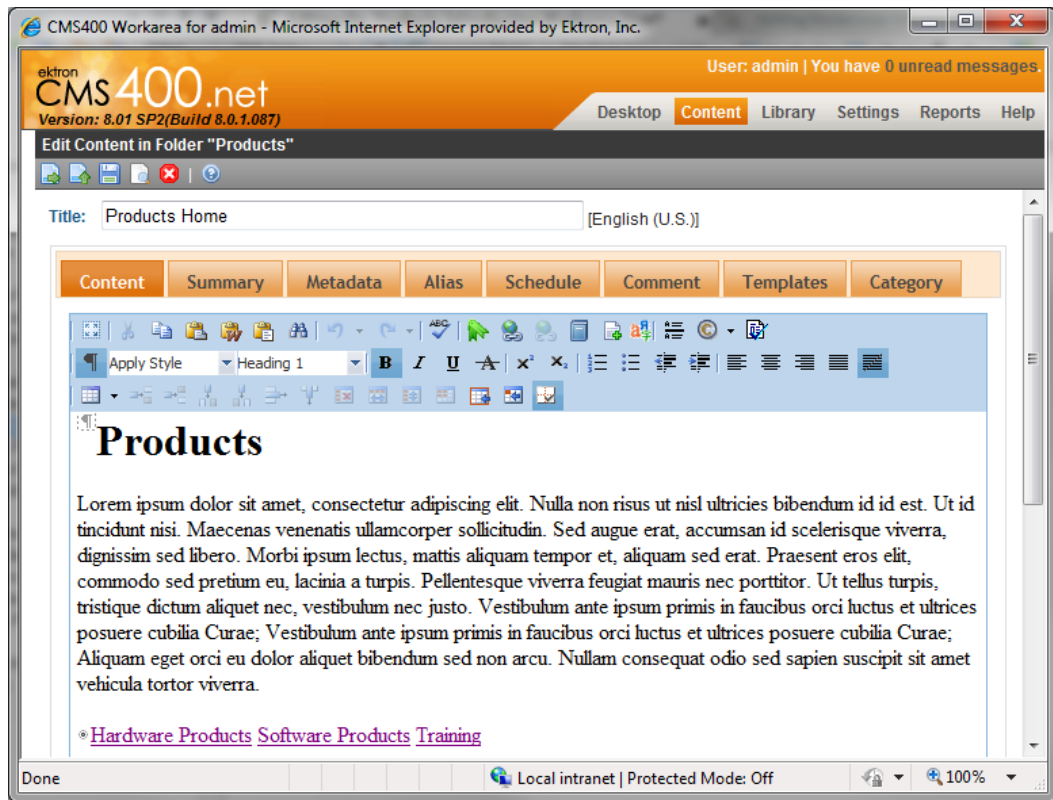 CMS400 Workarea for admin - Microsoft Internet Explorer provided by Ektron, Inc.
User: admin | You have 0 unread messages.
ektron
CMS400.net
Version: 8.01 SP2(Build 8.0.1.087)
Desktop Content Library Settings Reports Help
Edit Content in Folder "Products"
Title: Products Home [English (U.S.)]
Content Summary Metadata Alias Schedule Comment Templates Category
ABC
¶ Apply Style Heading 1 B I U A x² x₂
¶
Products
Lorem ipsum dolor sit amet, consectetur adipiscing elit. Nulla non risus ut nisl ultricies bibendum id id est. Ut id
tincidunt nisi. Maecenas venenatis ullamcorper sollicitudin. Sed augue erat, accumsan id scelerisque viverra,
dignissim sed libero. Morbi ipsum lectus, mattis aliquam tempor et, aliquam sed erat. Praesent eros elit,
commodo sed pretium eu, lacinia a turpis. Pellentesque viverra feugiat mauris nec porttitor. Ut tellus turpis,
tristique dictum aliquet nec, vestibulum nec justo. Vestibulum ante ipsum primis in faucibus orci luctus et ultrices
posuere cubilia Curae; Vestibulum ante ipsum primis in faucibus orci luctus et ultrices posuere cubilia Curae;
Aliquam eget orci eu dolor aliquet bibendum sed non arcu. Nullam consequat odio sed sapien suscipit sit amet
vehicula tortor viverra.
Hardware Products Software Products Training
Done Local intranet | Protected Mode: Off 100%